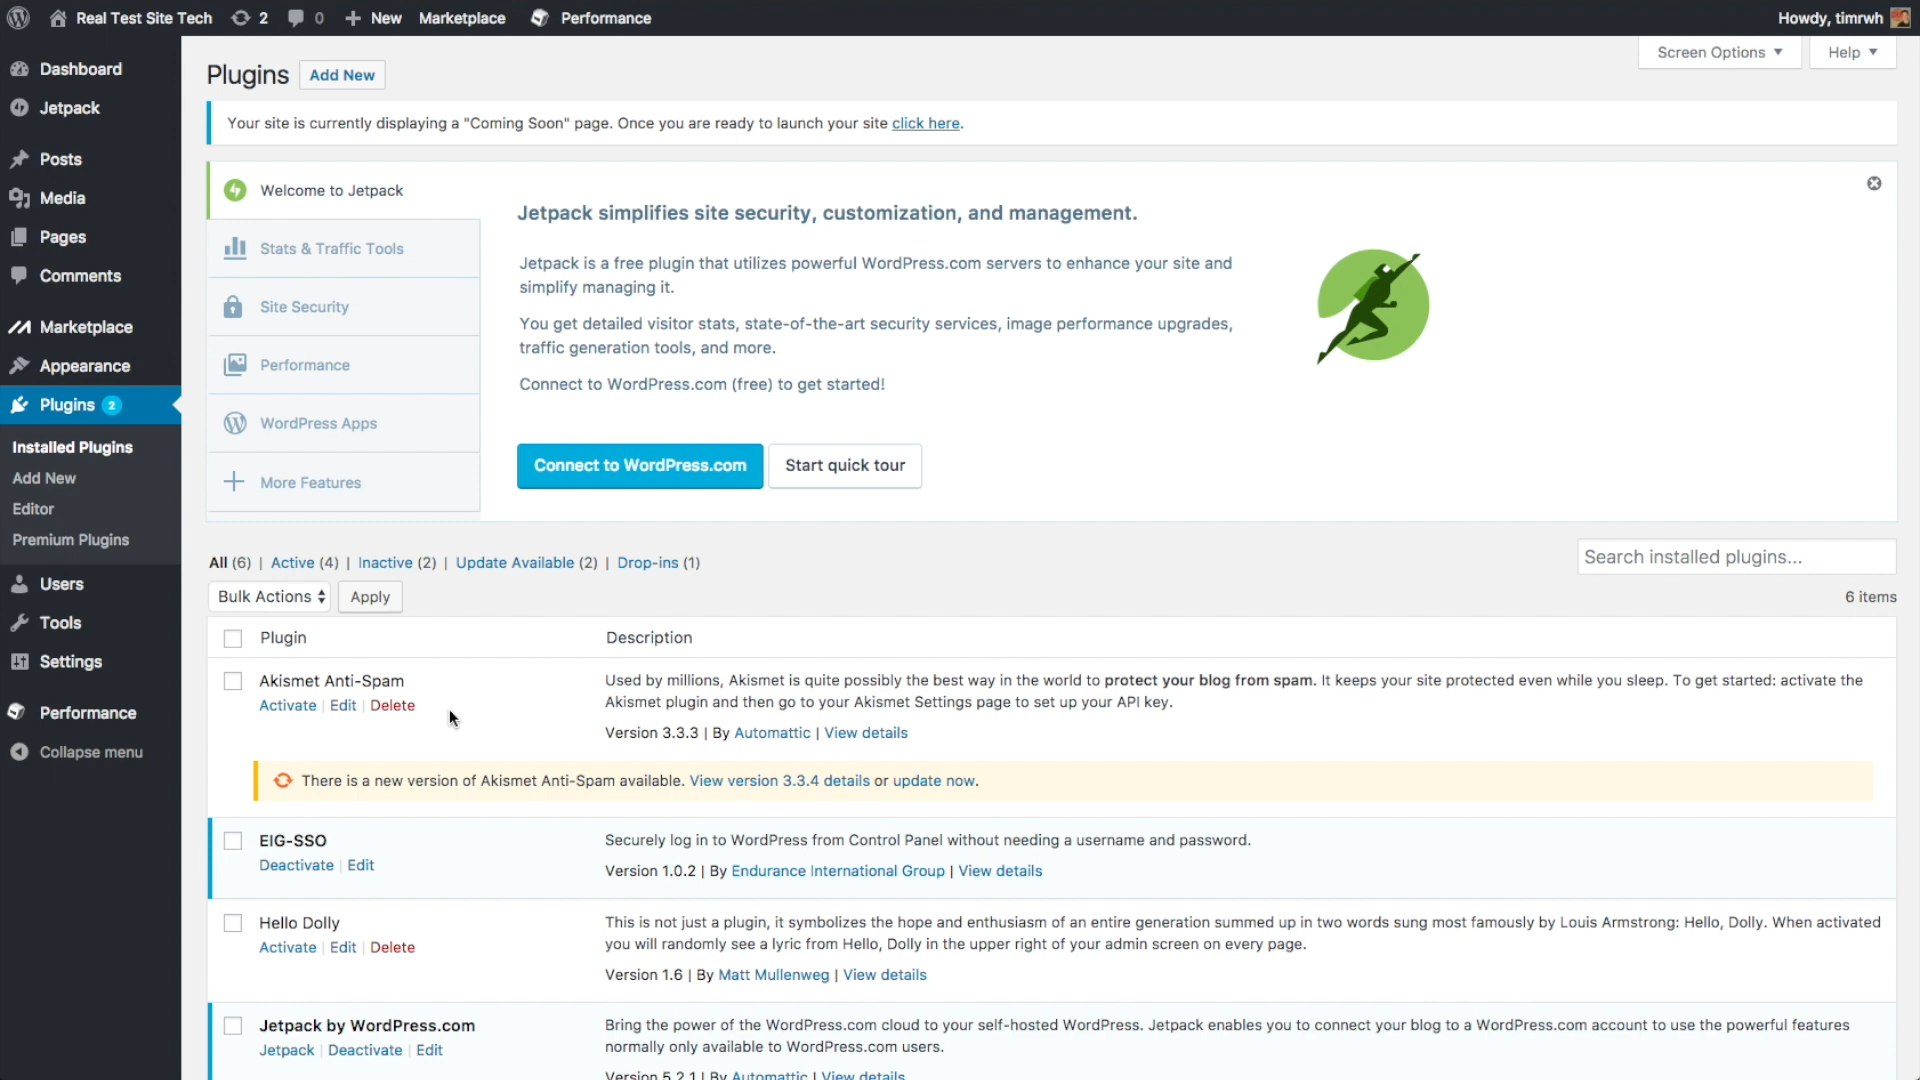 Real Test Site Tech 2 0 New Marketplace Performance Howdy, timrwh
Dashboard
Jetpack
Posts
Media
Pages
Comments
Marketplace
Appearance
Plugins 2
Installed Plugins
Add New
Editor
Premium Plugins
Users
Tools
Settings
Performance
Collapse menu
Screen Options Help
Plugins Add New
Your site is currently displaying a "Coming Soon" page. Once you are ready to launch your site click here.
Welcome to Jetpack
Stats & Traffic Tools
Site Security
Performance
WordPress Apps
More Features
Jetpack simplifies site security, customization, and management.
Jetpack is a free plugin that utilizes powerful WordPress.com servers to enhance your site and
simplify managing it.
You get detailed visitor stats, state-of-the-art security services, image performance upgrades,
traffic generation tools, and more.
Connect to WordPress.com (free) to get started!
Connect to WordPress.com Start quick tour
All (6) | Active (4) | Inactive (2) | Update Available (2) | Drop-ins (1)
Search installed plugins...
Bulk Actions Apply
6 items
Plugin Description
Akismet Anti-Spam
Activate | Edit | Delete
Used by millions, Akismet is quite possibly the best way in the world to protect your blog from spam. It keeps your site protected even while you sleep. To get started: activate the
Akismet plugin and then go to your Akismet Settings page to set up your API key.
Version 3.3.3 | By Automattic | View details
There is a new version of Akismet Anti-Spam available. View version 3.3.4 details or update now.
EIG-SSO
Deactivate | Edit
Securely log in to WordPress from Control Panel without needing a username and password.
Version 1.0.2 | By Endurance International Group | View details
Hello Dolly
Activate | Edit | Delete
This is not just a plugin, it symbolizes the hope and enthusiasm of an entire generation summed up in two words sung most famously by Louis Armstrong: Hello, Dolly. When activated
you will randomly see a lyric from Hello, Dolly in the upper right of your admin screen on every page.
Version 1.6 | By Matt Mullenweg | View details
Jetpack by WordPress.com
Jetpack | Deactivate | Edit
Bring the power of the WordPress.com cloud to your self-hosted WordPress. Jetpack enables you to connect your blog to a WordPress.com account to use the powerful features
normally only available to WordPress.com users.
Version 5.2.1 | By Automattic | View details